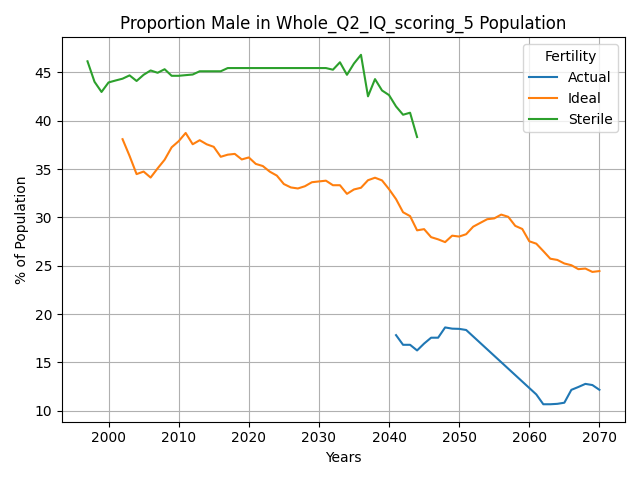 Proportion Male in Whole_Q2_IQ_scoring_5 Population
Fertility
Actual
Ideal
Sterile
% of Population
45
40
35
30
25
20
15
10
2000 2010 2020 2030 2040 2050 2060 2070
Years